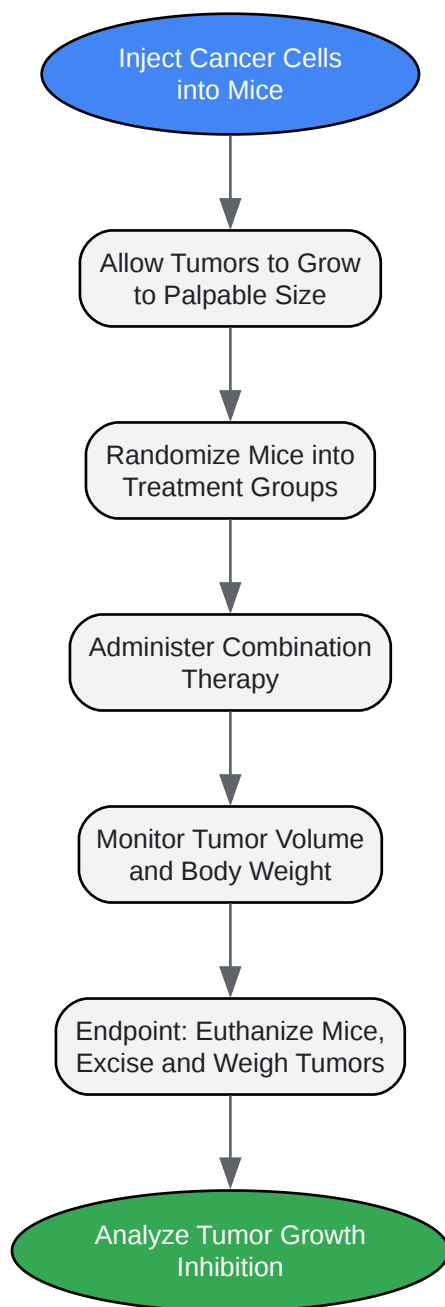 Inject Cancer Cells
into Mice
Allow Tumors to Grow
to Palpable Size
Randomize Mice into
Treatment Groups
Administer Combination
Therapy
Monitor Tumor Volume
and Body Weight
Endpoint: Euthanize Mice,
Excise and Weigh Tumors
Analyze Tumor Growth
Inhibition